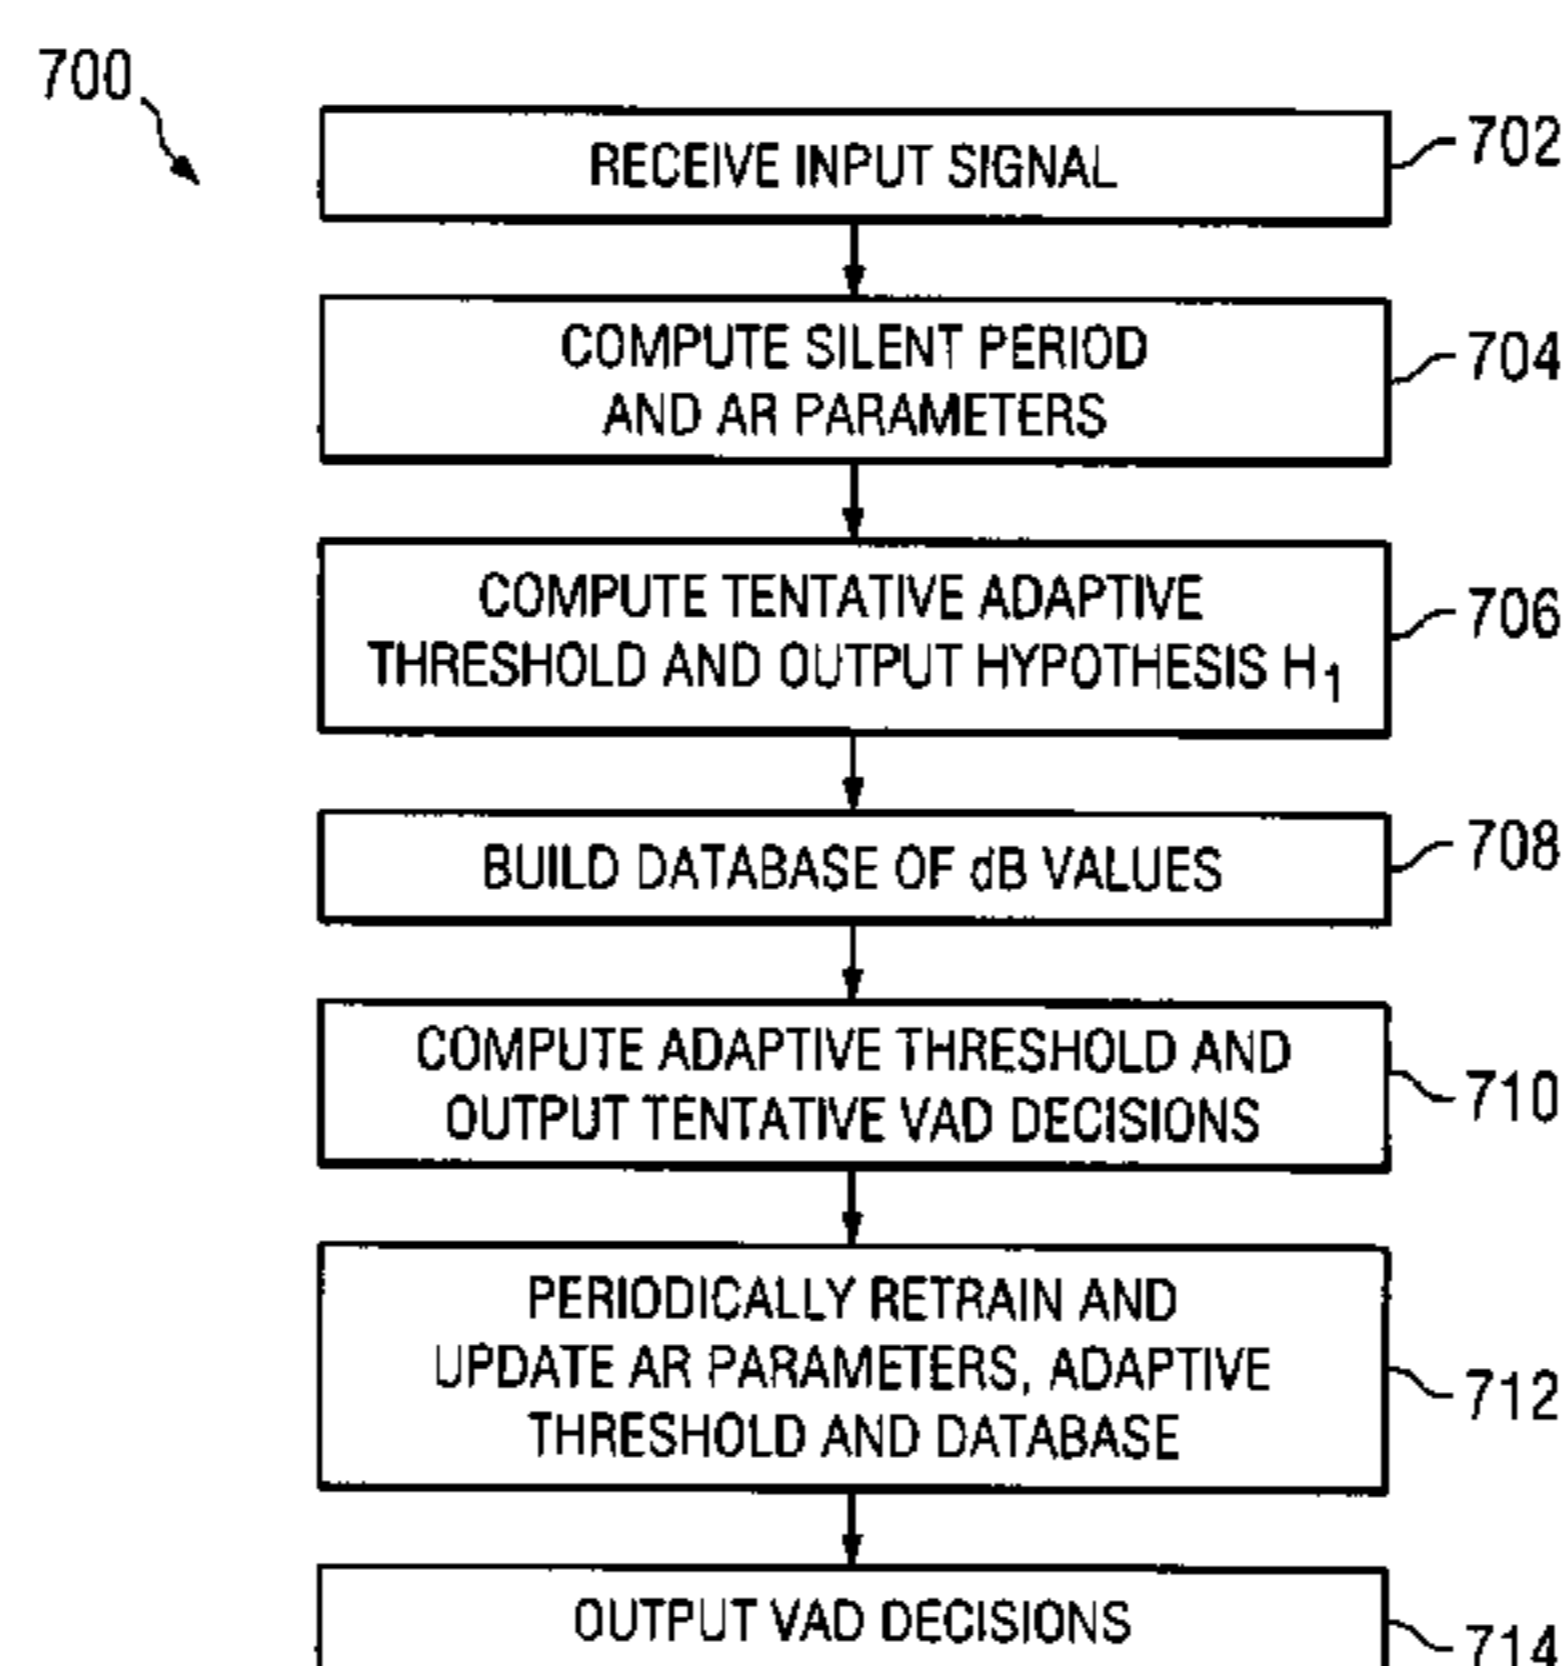 700
RECEIVE INPUT SIGNAL
702
COMPUTE SILENT PERIOD
AND AR PARAMETERS
704
COMPUTE TENTATIVE ADAPTIVE
THRESHOLD AND OUTPUT HYPOTHESIS H1
706
BUILD DATABASE OF dB VALUES
708
COMPUTE ADAPTIVE THRESHOLD AND
OUTPUT TENTATIVE VAD DECISIONS
710
PERIODICALLY RETRAIN AND
UPDATE AR PARAMETERS, ADAPTIVE
THRESHOLD AND DATABASE
712
OUTPUT VAD DECISIONS
714